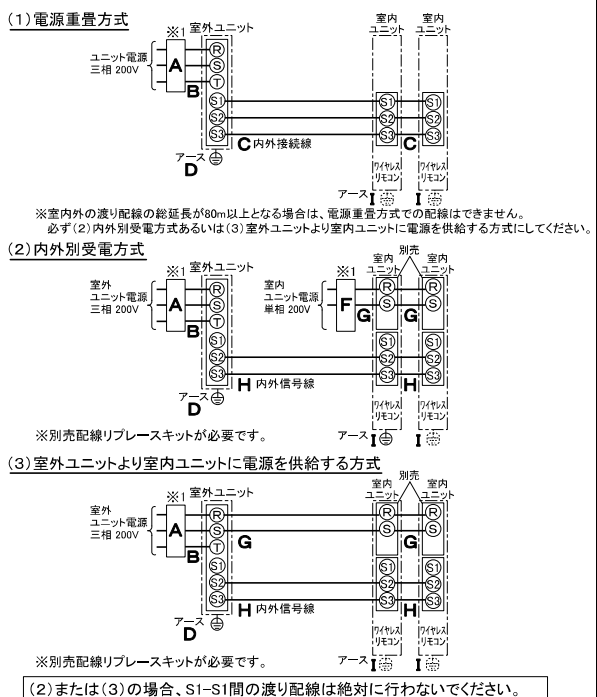 (1)電源重畳方式
※1 室外ユニット
室内ユニット 室内ユニット
ユニット電源
三相 200V
A
B
R
S
T
S1 S1 S1
S2 S2 S2
S3 S3 S3
C 内外接続線 C
アース
D
ワイヤレスリモコン ワイヤレスリモコン
アース I I
※室内外の渡り配線の総延長が80m以上となる場合は、電源重畳方式での配線はできません。
必ず(2)内外別受電方式あるいは(3)室外ユニットより室内ユニットに電源を供給する方式にしてください。
(2)内外別受電方式
※1 室外ユニット
※1 室内ユニット 別売 室内ユニット
室外
ユニット電源
三相 200V
A
B
室内
ユニット電源
単相 200V
F
G G
R R R
S S S
T
S1 S1 S1
S2 S2 S2
S3 S3 S3
H 内外信号線 H
アース
D
ワイヤレスリモコン ワイヤレスリモコン
※別売配線リプレースキットが必要です。
アース I I
(3)室外ユニットより室内ユニットに電源を供給する方式
※1 室外ユニット
室内ユニット 別売 室内ユニット
室外
ユニット電源
三相 200V
A
B
R R R
S S S
T
G G
S1 S1 S1
S2 S2 S2
S3 S3 S3
H 内外信号線 H
アース
D
ワイヤレスリモコン ワイヤレスリモコン
※別売配線リプレースキットが必要です。
アース I I
(2)または(3)の場合、S1-S1間の渡り配線は絶対に行わないでください。